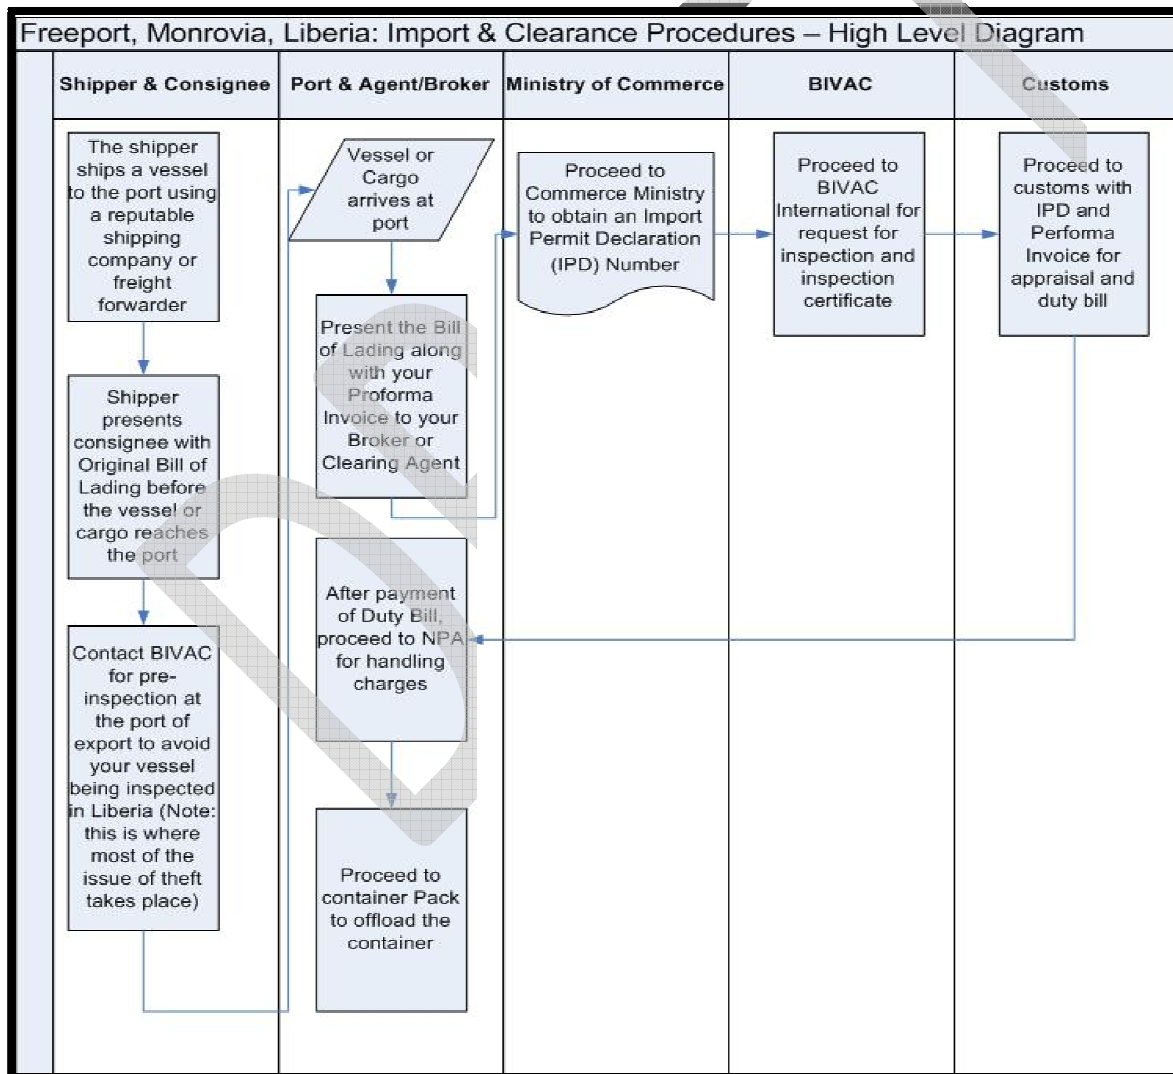 Freeport, Monrovia, Liberia: Import & Clearance Procedures – High Level Diagram
Shipper & Consignee
Port & Agent/Broker
Ministry of Commerce
BIVAC
Customs
The shipper
ships a vessel
to the port using
a reputable
shipping
company or
freight
forwarder
Shipper
presents
consignee with
Original Bill of
Lading before
the vessel or
cargo reaches
the port
Contact BIVAC
for pre-
inspection at
the port of
export to avoid
your vessel
being inspected
in Liberia (Note:
this is where
most of the
issue of theft
takes place)
Vessel or
Cargo
arrives at
port
Present the Bill
of Lading along
with your
Proforma
Invoice to your
Broker or
Clearing Agent
After payment
of Duty Bill,
proceed to NPA
for handling
charges
Proceed to
container Pack
to offload the
container
Proceed to
Commerce Ministry
to obtain an Import
Permit Declaration
(IPD) Number
Proceed to
BIVAC
International for
request for
inspection and
inspection
certificate
Proceed to
customs with
IPD and
Performa
Invoice for
appraisal and
duty bill